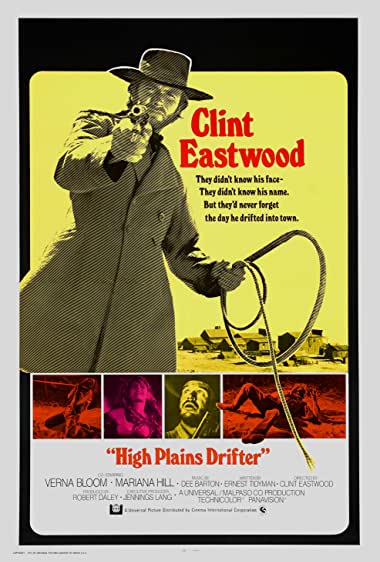 Clint
Eastwood
They didn't know his face-
They didn't know his name.
But they'd never forget
the day he drifted into town.
"High Plains Drifter"
CO-STARRING
VERNA BLOOM · MARIANA HILL · MUSIC BY DEE BARTON · WRITTEN BY ERNEST TIDYMAN · DIRECTED BY CLINT EASTWOOD
PRODUCED BY ROBERT DALEY · EXECUTIVE PRODUCER JENNINGS LANG · A UNIVERSAL / MALPASO CO PRODUCTION
TECHNICOLOR® PANAVISION®
A Universal Picture Distributed by Cinema International Corporation